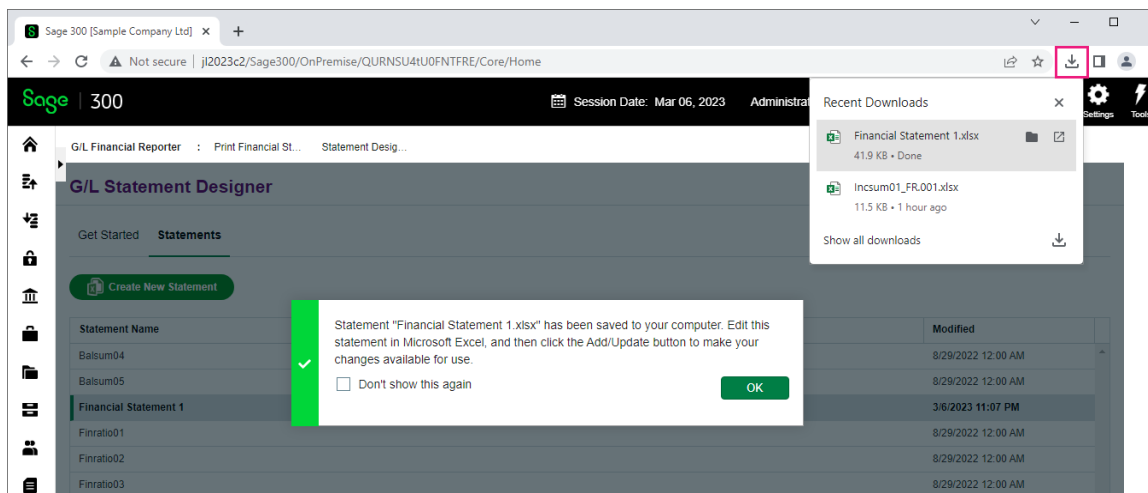 Sage 300 [Sample Company Ltd]
Not secure jl2023c2/Sage300/OnPremise/QURNSU4tU0FNTFRE/Core/Home
Sage 300
Session Date: Mar 06, 2023 Administrat
Settings Tools
Recent Downloads
Financial Statement 1.xlsx
41.9 KB • Done
Incsum01_FR.001.xlsx
11.5 KB • 1 hour ago
Show all downloads
G/L Financial Reporter : Print Financial St... Statement Desig...
G/L Statement Designer
Get Started Statements
Create New Statement
Statement Name Modified
Balsum04 8/29/2022 12:00 AM
Balsum05 8/29/2022 12:00 AM
Financial Statement 1 3/6/2023 11:07 PM
Finratio01 8/29/2022 12:00 AM
Finratio02 8/29/2022 12:00 AM
Finratio03 8/29/2022 12:00 AM
Statement "Financial Statement 1.xlsx" has been saved to your computer. Edit this
statement in Microsoft Excel, and then click the Add/Update button to make your
changes available for use.
Don't show this again
OK